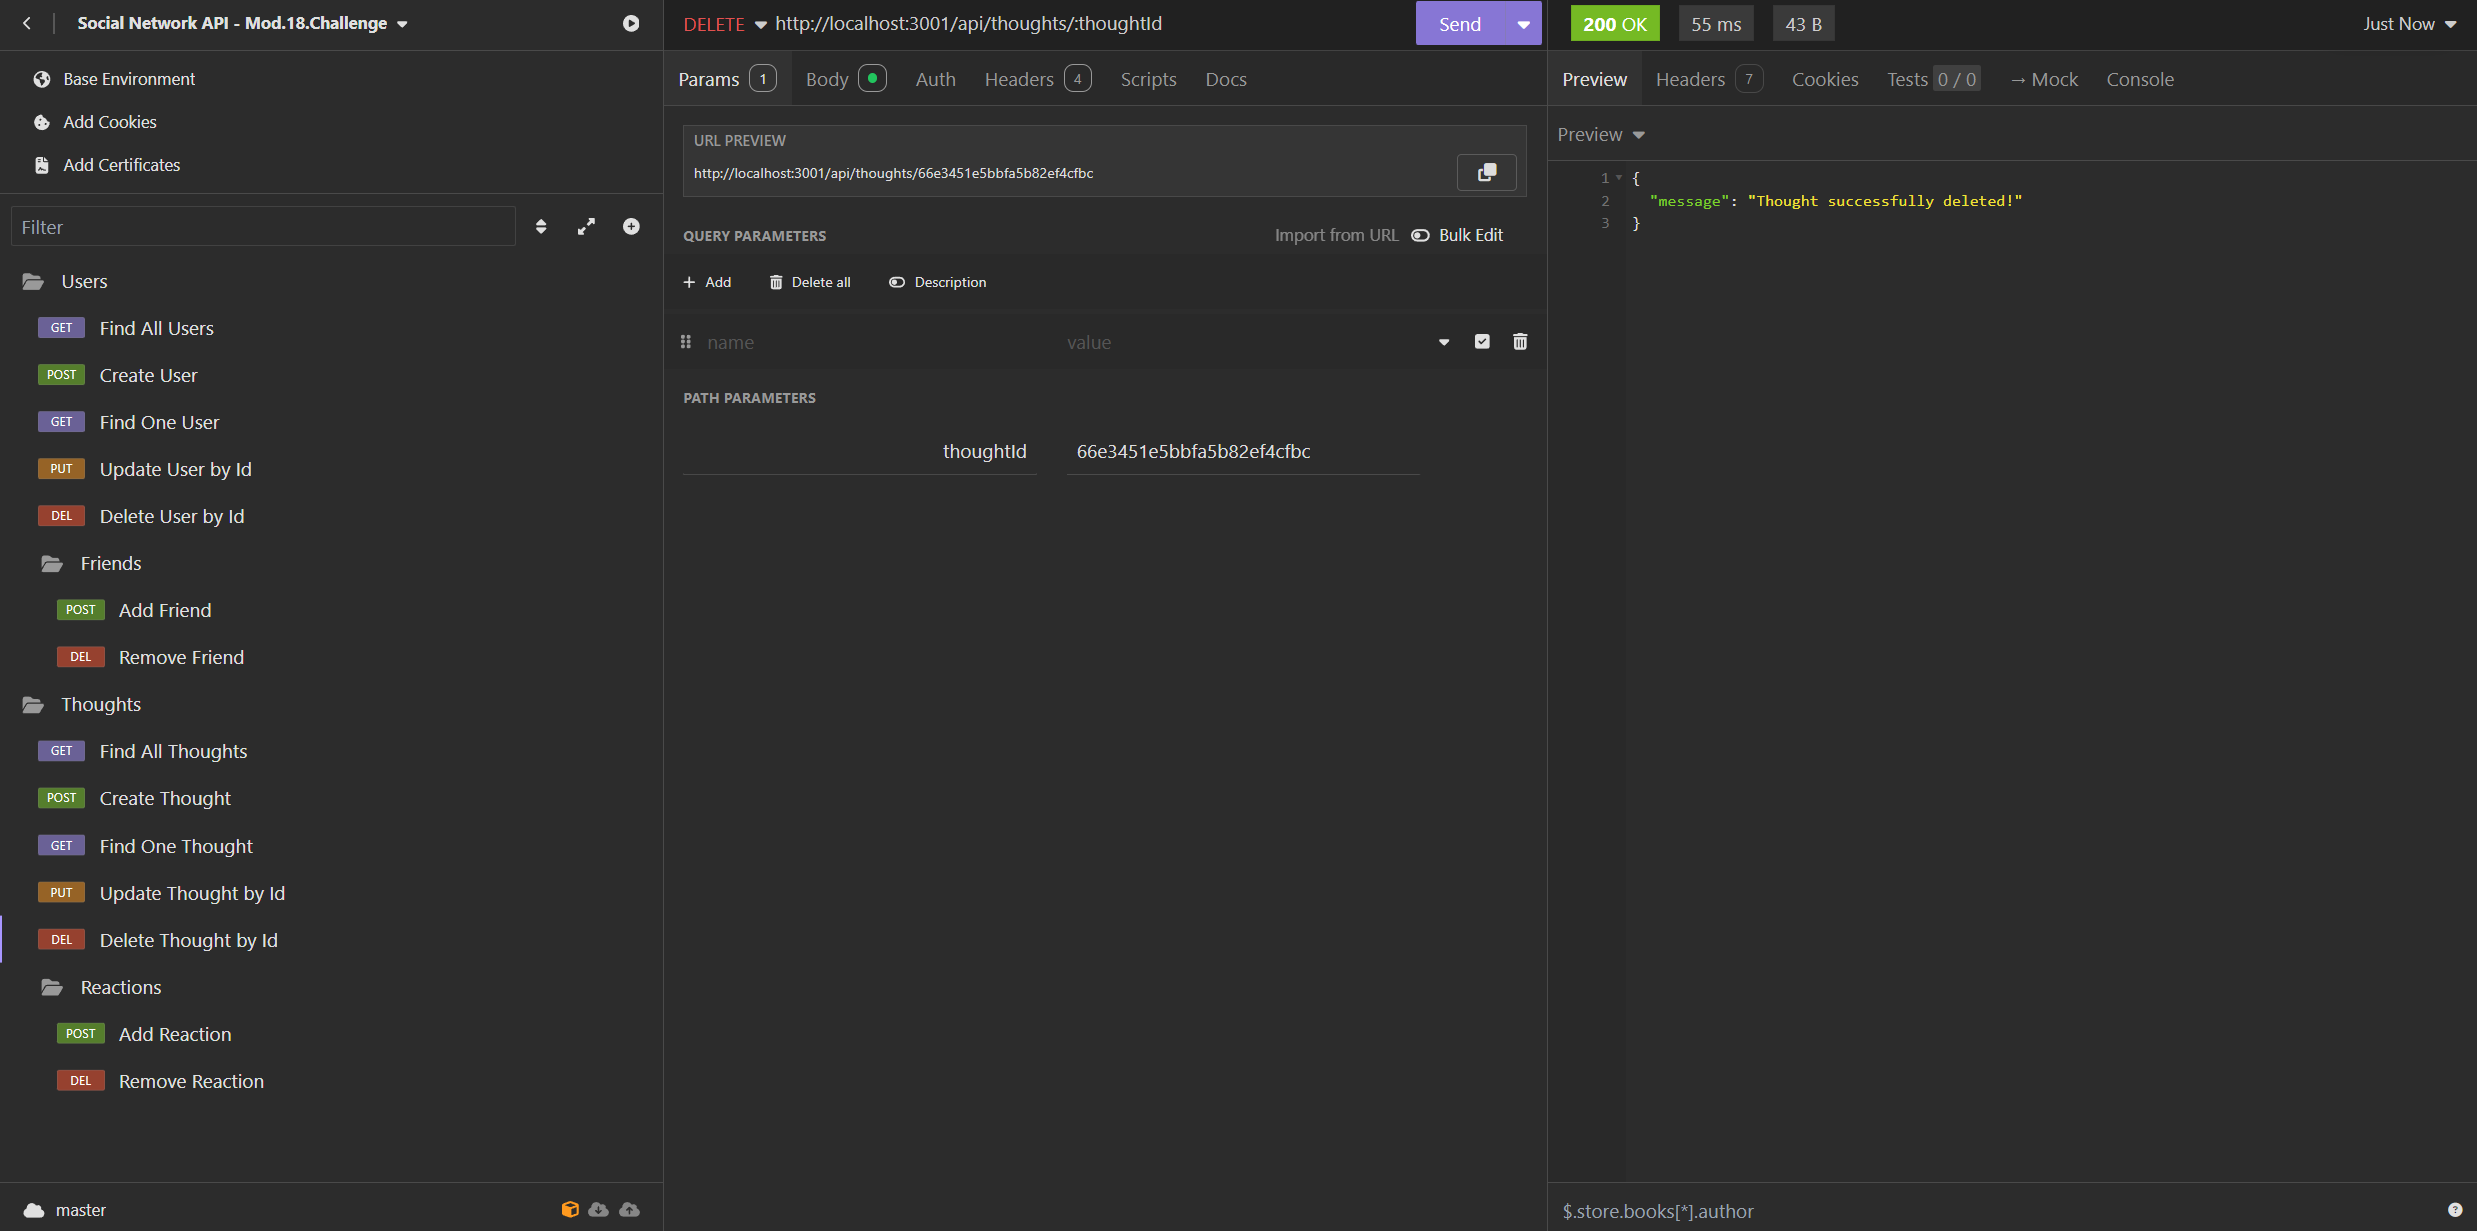 Social Network API - Mod.18.Challenge
Base Environment
Add Cookies
Add Certificates
Filter
Users
GET Find All Users
POST Create User
GET Find One User
PUT Update User by Id
DEL Delete User by Id
Friends
POST Add Friend
DEL Remove Friend
Thoughts
GET Find All Thoughts
POST Create Thought
GET Find One Thought
PUT Update Thought by Id
DEL Delete Thought by Id
Reactions
POST Add Reaction
DEL Remove Reaction
master
DELETE http://localhost:3001/api/thoughts/:thoughtId Send
Params 1 Body Auth Headers 4 Scripts Docs
URL PREVIEW
http://localhost:3001/api/thoughts/66e3451e5bbfa5b82ef4cfbc
QUERY PARAMETERS Import from URL Bulk Edit
+ Add Delete all Description
name value
PATH PARAMETERS
thoughtId 66e3451e5bbfa5b82ef4cfbc
200 OK 55 ms 43 B Just Now
Preview Headers 7 Cookies Tests 0 / 0 → Mock Console
Preview
1 {
2 "message": "Thought successfully deleted!"
3 }
$.store.books[*].author ?